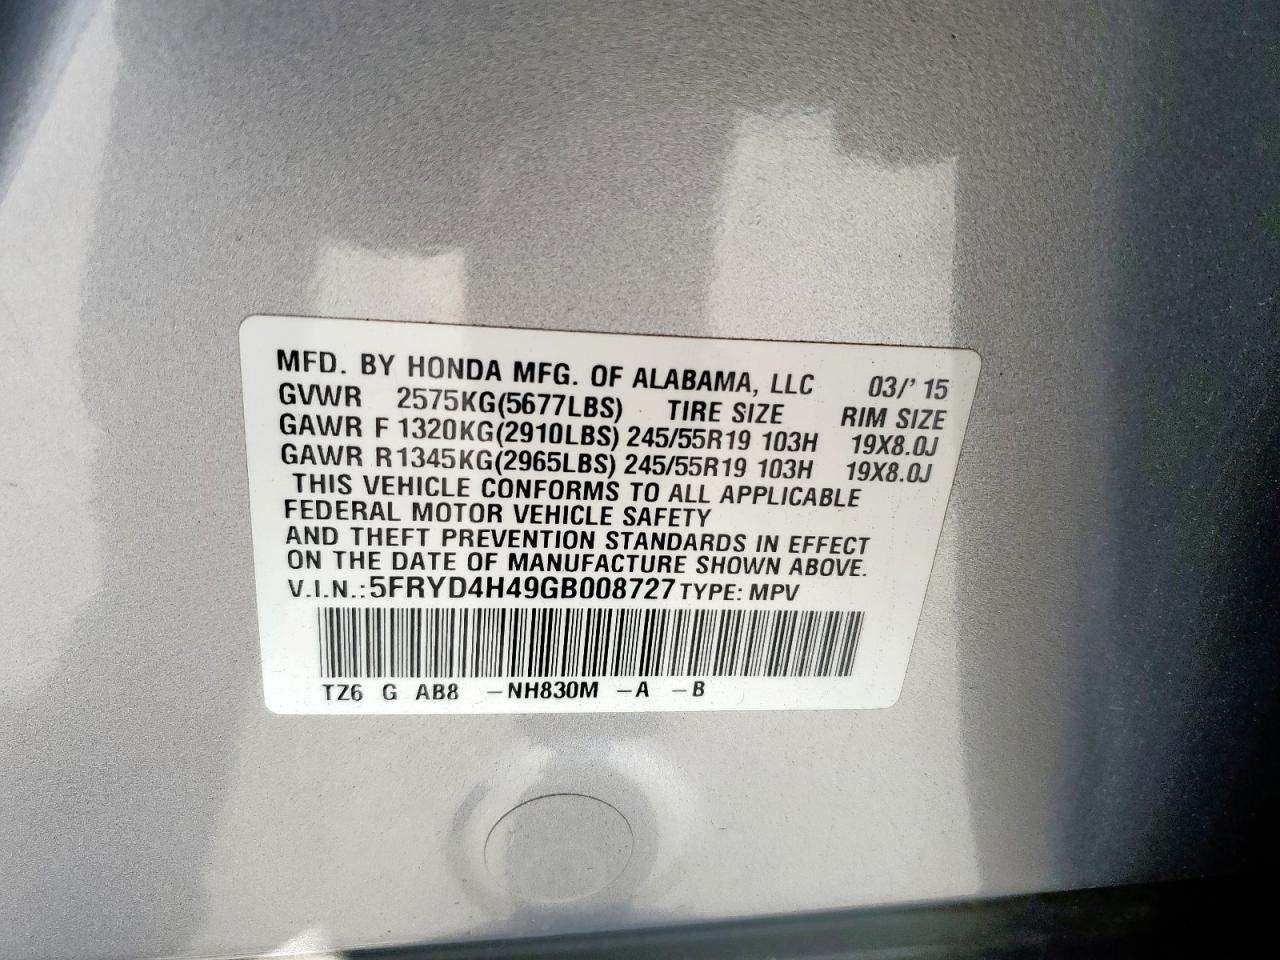 MFD. BY HONDA MFG. OF ALABAMA, LLC 03/' 15
GVWR 2575KG(5677LBS) TIRE SIZE RIM SIZE
GAWR F 1320KG(2910LBS) 245/55R19 103H 19X8.0J
GAWR R1345KG(2965LBS) 245/55R19 103H 19X8.0J
THIS VEHICLE CONFORMS TO ALL APPLICABLE
FEDERAL MOTOR VEHICLE SAFETY
AND THEFT PREVENTION STANDARDS IN EFFECT
ON THE DATE OF MANUFACTURE SHOWN ABOVE.
V.I.N.:5FRYD4H49GB008727 TYPE: MPV
TZ6 G AB8 -NH830M -A -B